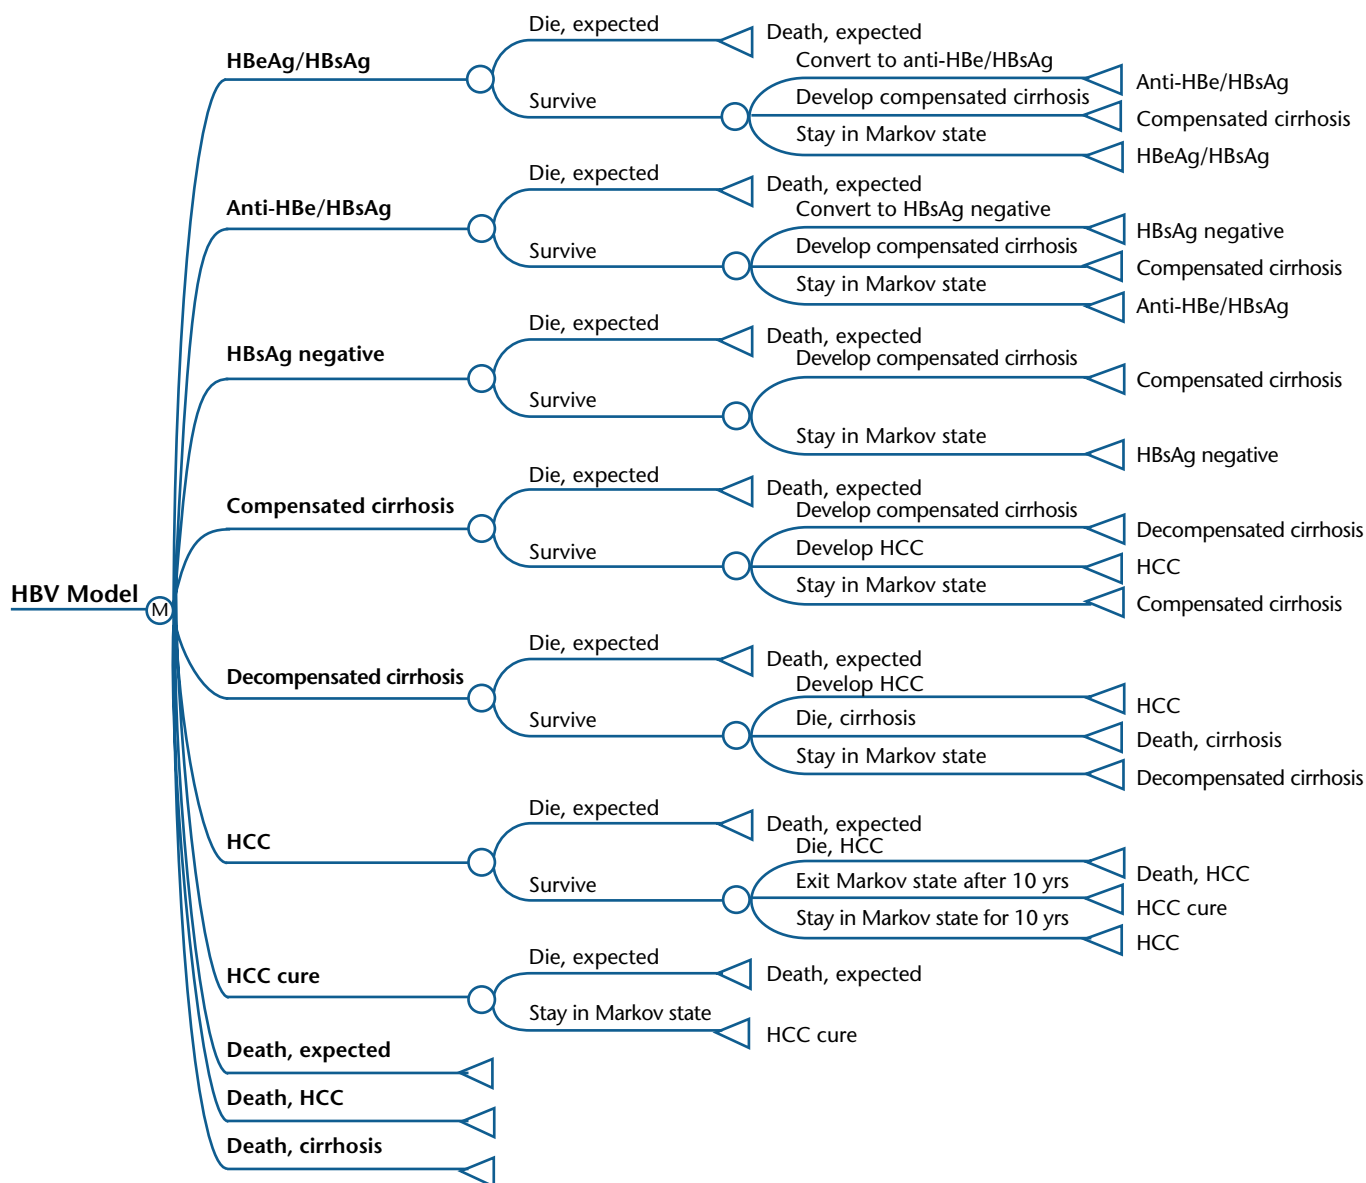 HBV Model
M
HBeAg/HBsAg
Die, expected
Death, expected
Survive
Convert to anti-HBe/HBsAg
Anti-HBe/HBsAg
Develop compensated cirrhosis
Compensated cirrhosis
Stay in Markov state
HBeAg/HBsAg
Anti-HBe/HBsAg
Die, expected
Death, expected
Survive
Convert to HBsAg negative
HBsAg negative
Develop compensated cirrhosis
Compensated cirrhosis
Stay in Markov state
Anti-HBe/HBsAg
HBsAg negative
Die, expected
Death, expected
Survive
Develop compensated cirrhosis
Compensated cirrhosis
Stay in Markov state
HBsAg negative
Compensated cirrhosis
Die, expected
Death, expected
Survive
Develop compensated cirrhosis
Decompensated cirrhosis
Develop HCC
HCC
Stay in Markov state
Compensated cirrhosis
Decompensated cirrhosis
Die, expected
Death, expected
Survive
Develop HCC
HCC
Die, cirrhosis
Death, cirrhosis
Stay in Markov state
Decompensated cirrhosis
HCC
Die, expected
Death, expected
Survive
Die, HCC
Death, HCC
Exit Markov state after 10 yrs
HCC cure
Stay in Markov state for 10 yrs
HCC
HCC cure
Die, expected
Death, expected
Stay in Markov state
HCC cure
Death, expected
Death, HCC
Death, cirrhosis